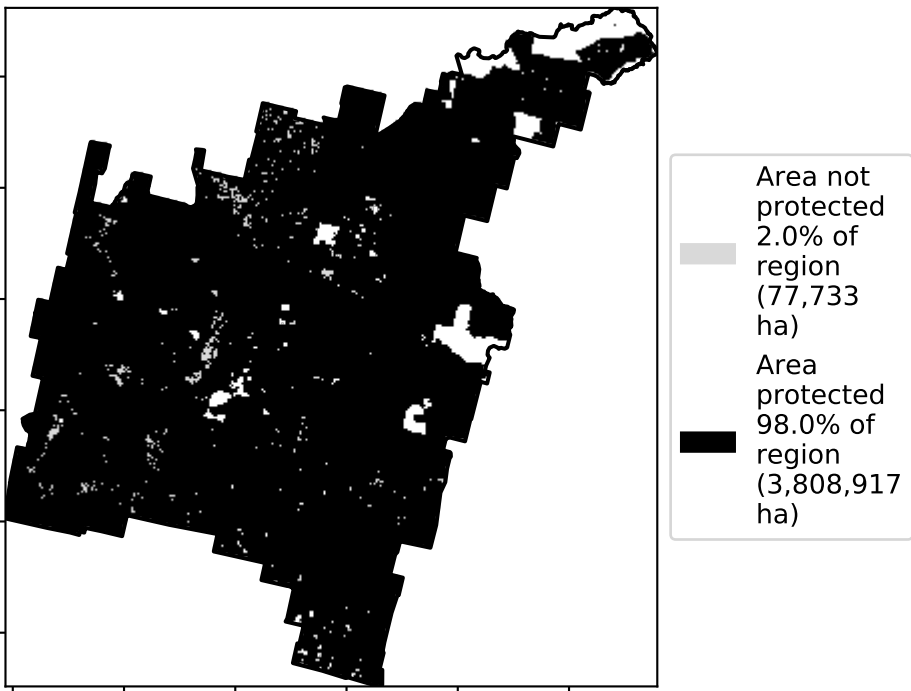 Area not
protected
2.0% of
region
(77,733
ha)
Area
protected
98.0% of
region
(3,808,917
ha)